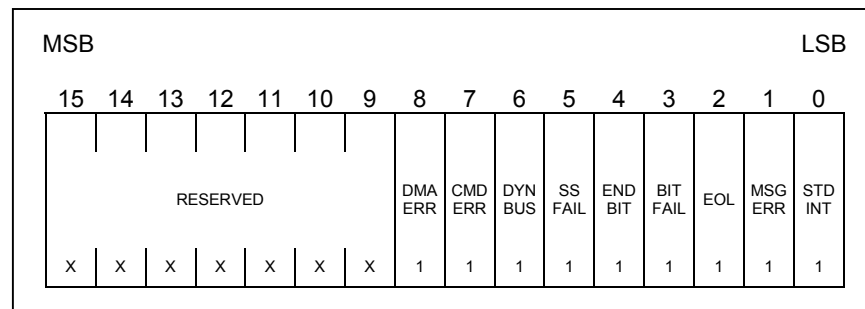 MSB LSB
15 14 13 12 11 10 9 8 7 6 5 4 3 2 1 0
RESERVED DMA ERR CMD ERR DYN BUS SS FAIL END BIT BIT FAIL EOL MSG ERR STD INT
X X X X X X X 1 1 1 1 1 1 1 1 1